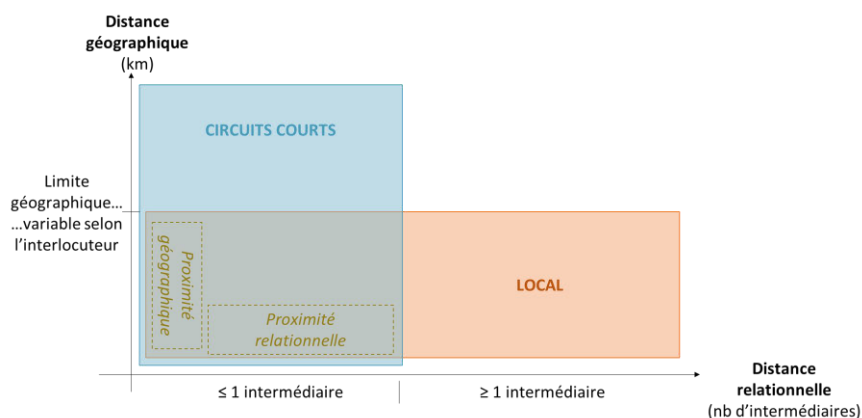 Distance
géographique
(km)
CIRCUITS COURTS
Limite
géographique...
...variable selon
l'interlocuteur
Proximité
géographique
Proximité
relationnelle
LOCAL
≤ 1 intermédiaire
≥ 1 intermédiaire
Distance
relationnelle
(nb d'intermédiaires)